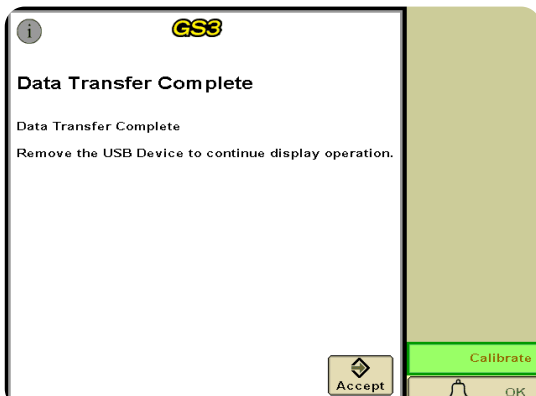 i
GS3
Data Transfer Complete
Data Transfer Complete
Remove the USB Device to continue display operation.
Accept
Calibrate
OK